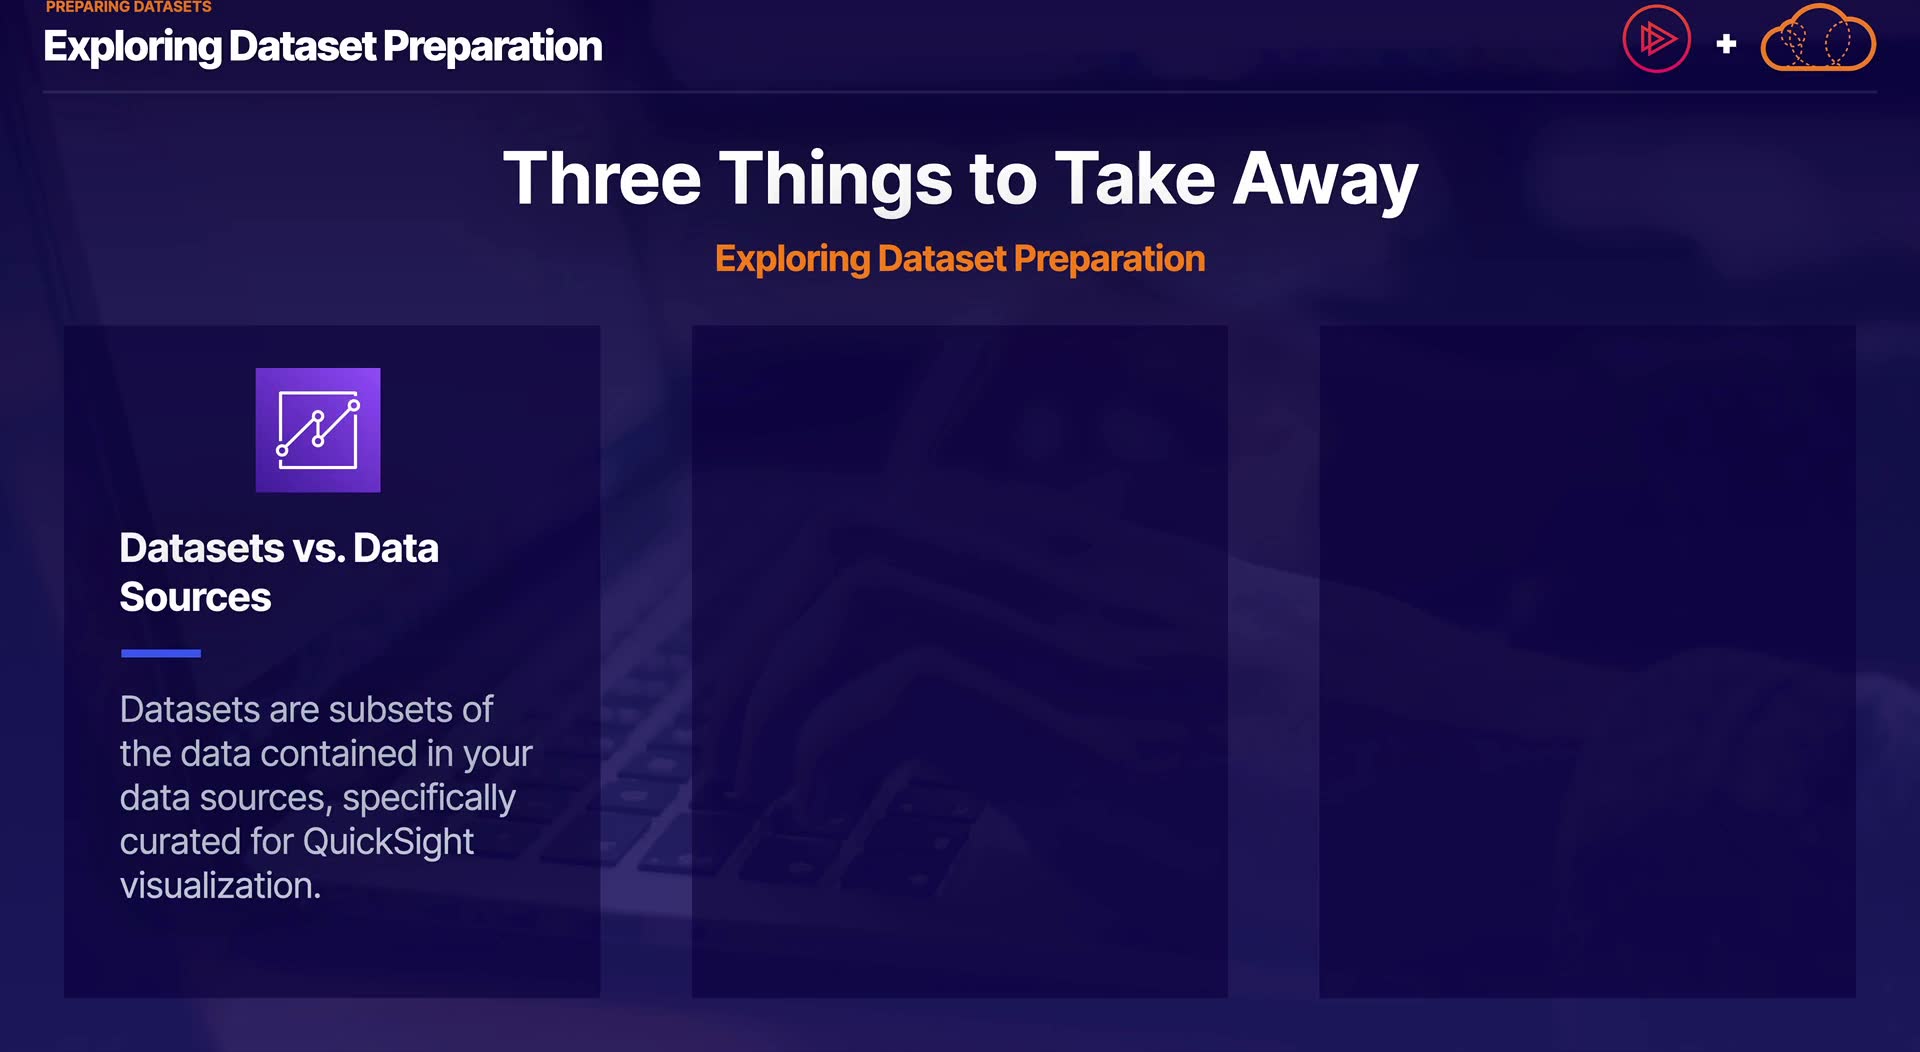 PREPARING DATASETS
Exploring Dataset Preparation
Three Things to Take Away
Exploring Dataset Preparation
Datasets vs. Data
Sources
Datasets are subsets of
the data contained in your
data sources, specifically
curated for QuickSight
visualization.